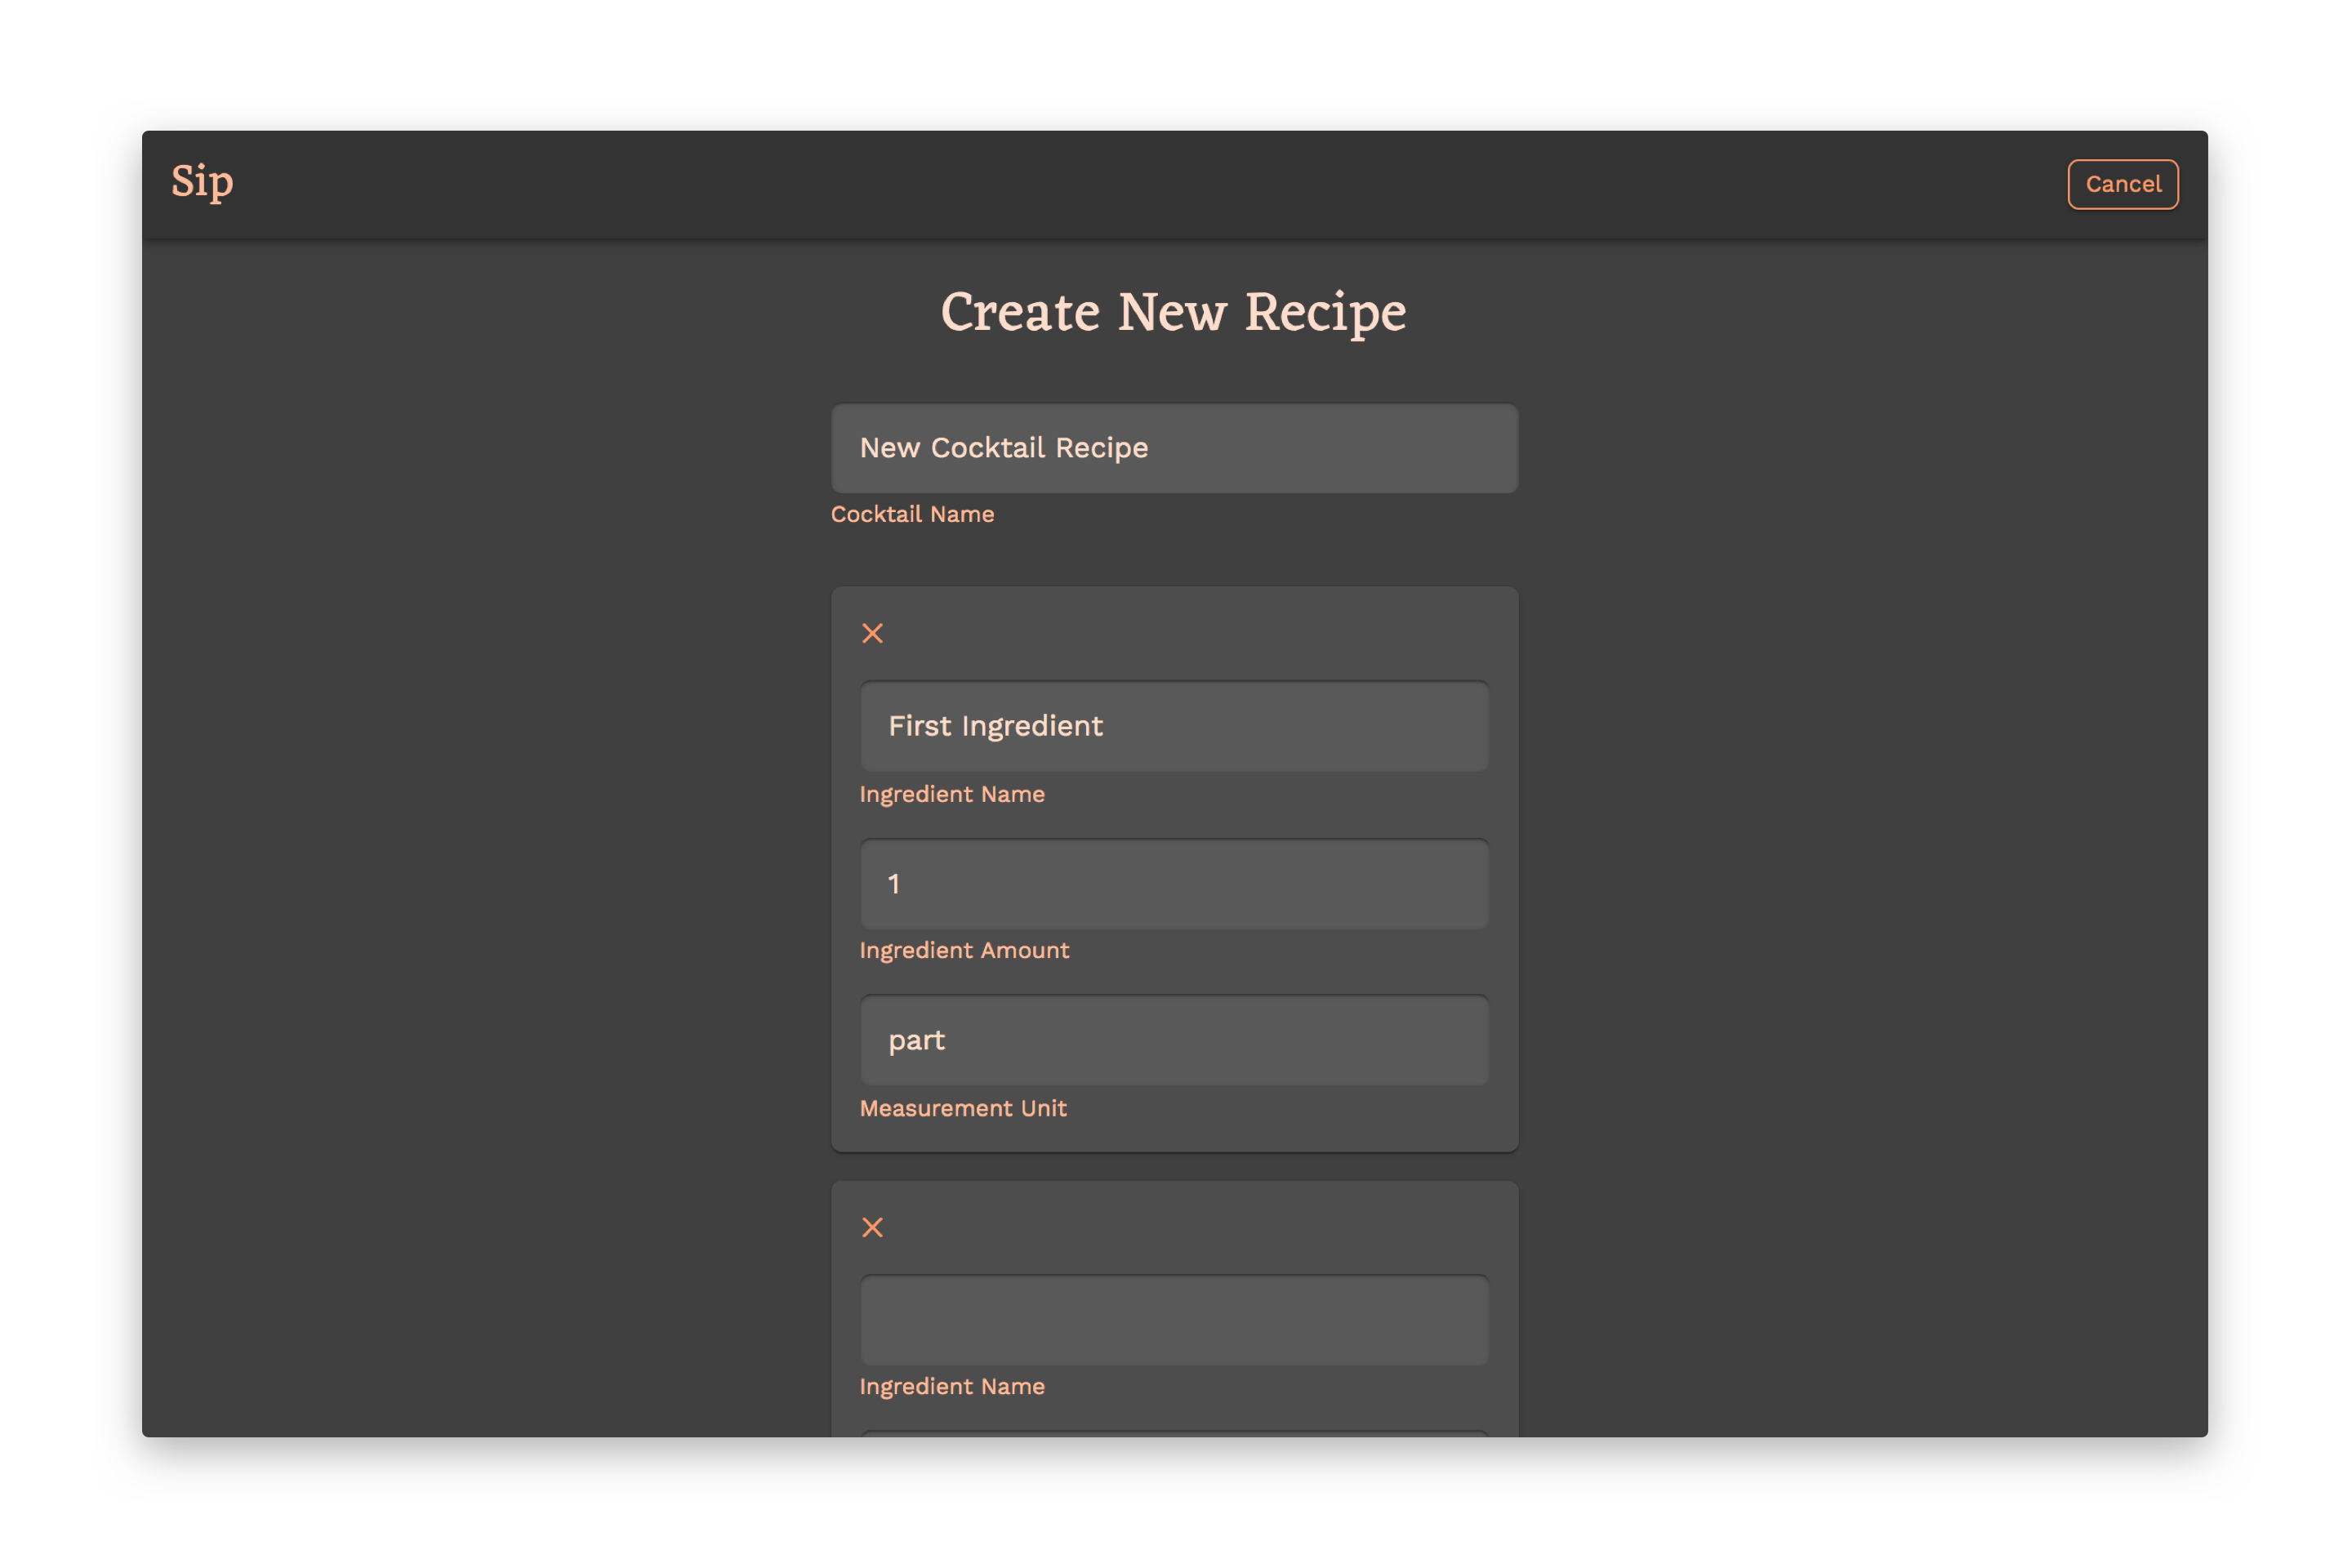 Sip
Cancel
Create New Recipe
New Cocktail Recipe
Cocktail Name
First Ingredient
Ingredient Name
1
Ingredient Amount
part
Measurement Unit
Ingredient Name